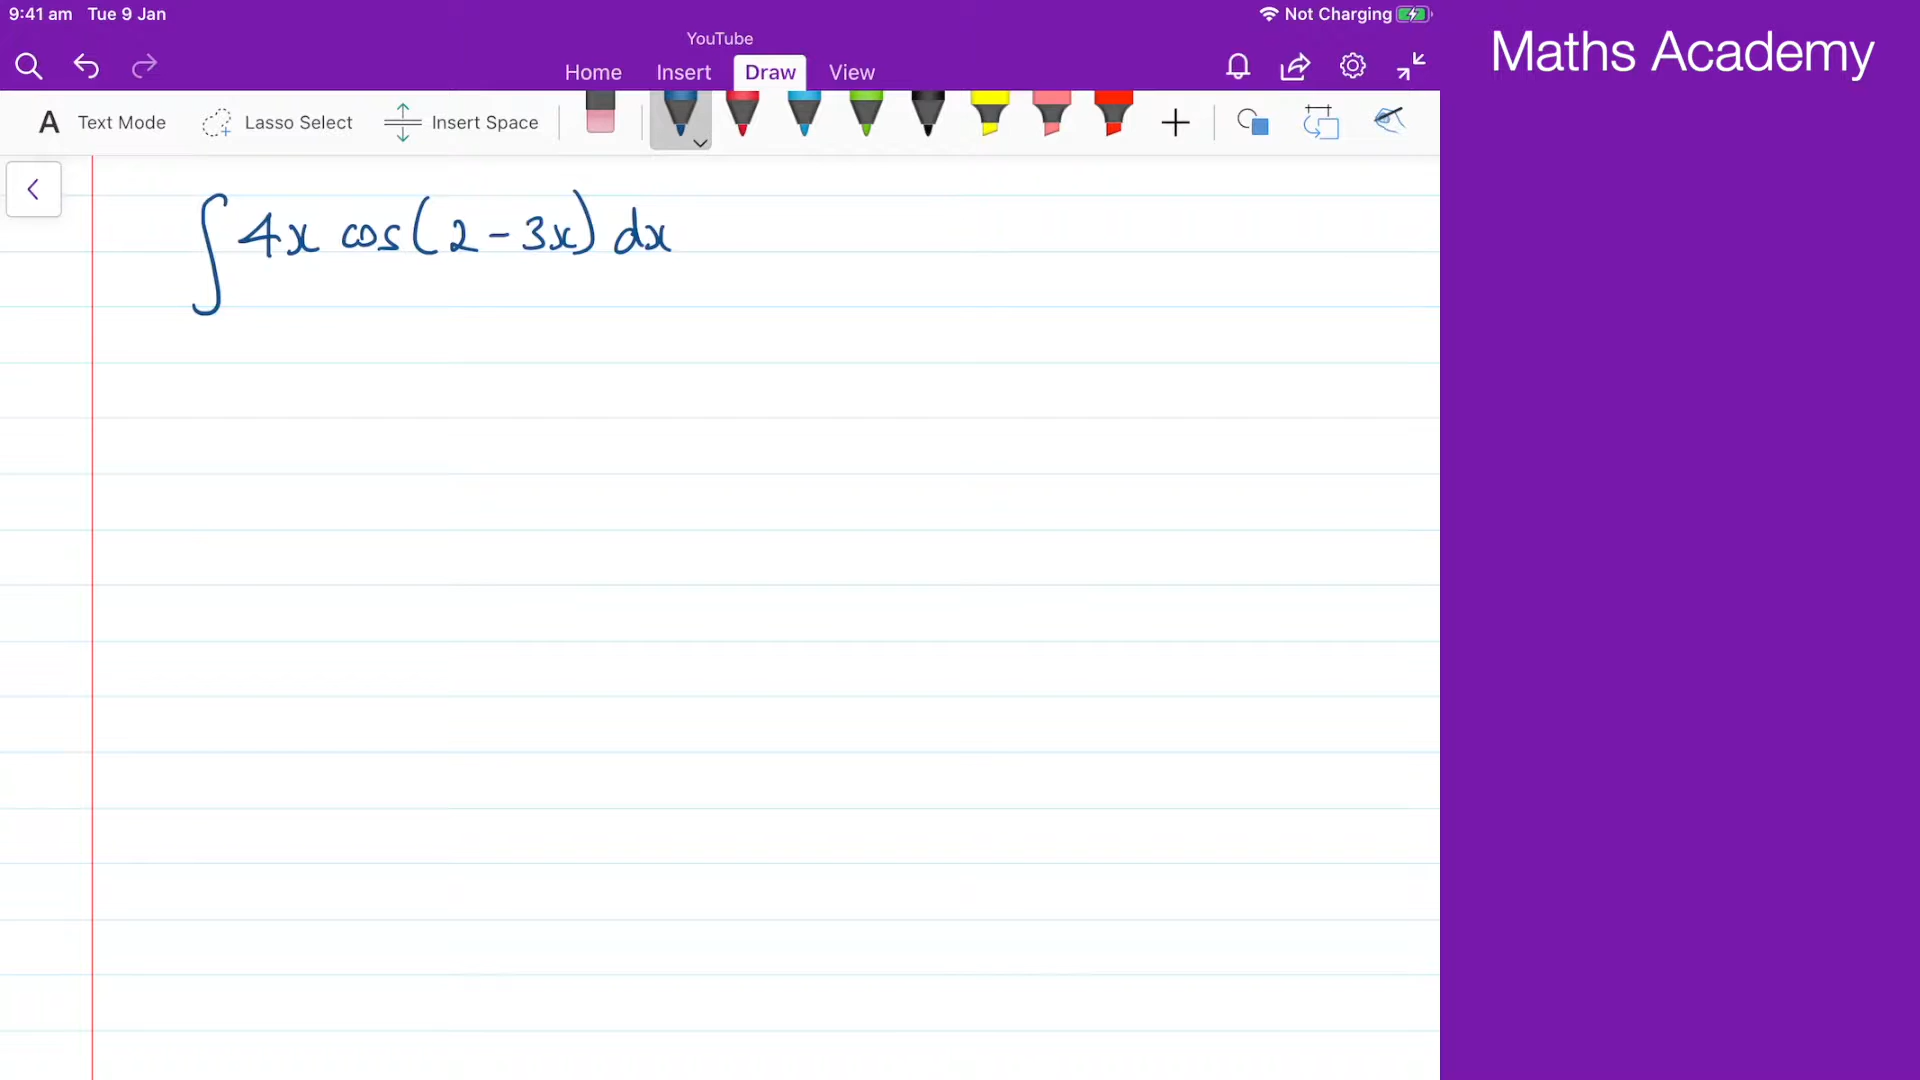 9:41 am Tue 9 Jan
Not Charging
YouTube
Home Insert Draw View
Maths Academy
A Text Mode Lasso Select Insert Space
∫ 4x cos(2 - 3x) dx